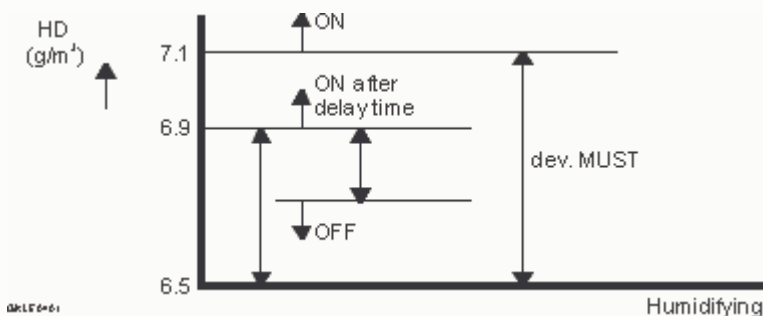 HD
(g/m³)
ON
7.1
ON after
delay time
6.9
dev. MUST
OFF
6.5
Humidifying